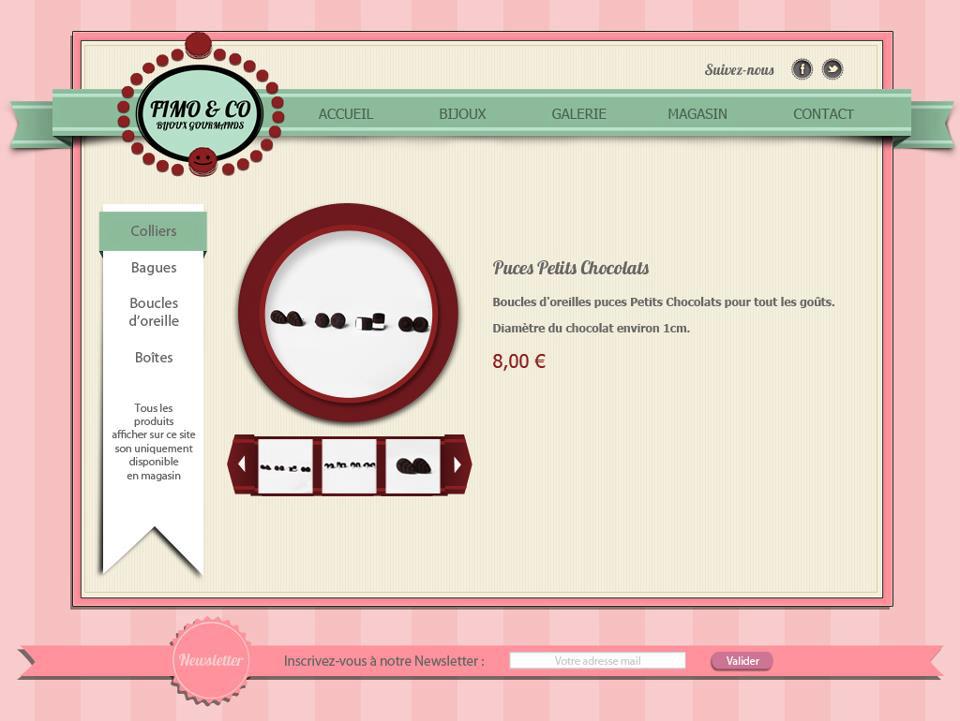 Suivez-nous
FIMO & CO
BIJOUX GOURMANDS
ACCUEIL BIJOUX GALERIE MAGASIN CONTACT
Colliers
Bagues
Boucles
d'oreille
Boîtes
Tous les
produits
afficher sur ce site
son uniquement
disponible
en magasin
Puces Petits Chocolats
Boucles d'oreilles puces Petits Chocolats pour tout les goûts.
Diamètre du chocolat environ 1cm.
8,00 €
Newsletter
Inscrivez-vous à notre Newsletter : Votre adresse mail Valider